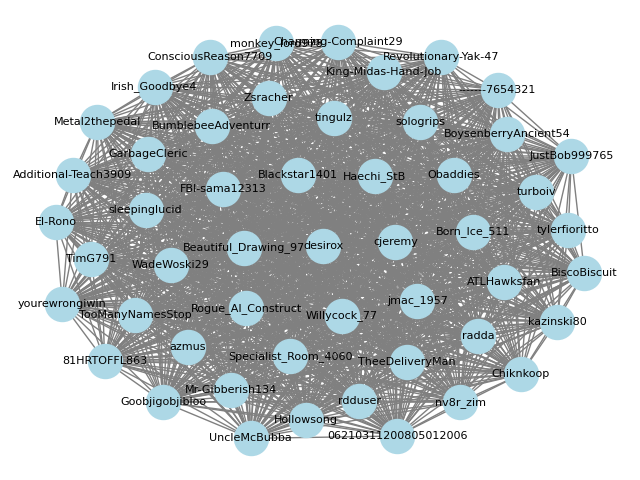 Charming-Complaint29
ConsciousReason7709
Revolutionary-Yak-47
King-Midas-Hand-Job
Irish_Goodbye4
-7654321
Zsracher
Metal2thepedal
BumblebeeAdventurr
tingulz
sologrips
BoysenberryAncient54
GarbageCleric
JustBob999765
Additional-Teach3909
Blackstar1401
Haechi_StB
Obaddies
FBI-sama12313
turboiv
sleepinglucid
El-Rono
tylerfioritto
Born_Ice_511
Beautiful_Drawing_97
desirox
cjeremy
TimG791
WadeWoski29
BiscoBiscuit
ATLHawksfan
yourewrongiwin
jmac_1957
Rogue_AI_Construct
TooManyNamesStop
Willycock_77
kazinski80
radda
azmus
Specialist_Room_4060
81HRTOFFL863
TheeDeliveryMan
Chiknkoop
Mr-Gibberish134
Goobjigobjibloo
rdduser
nv8r_zim
Hollowsong
UncleMcBubba
06210311200805012006